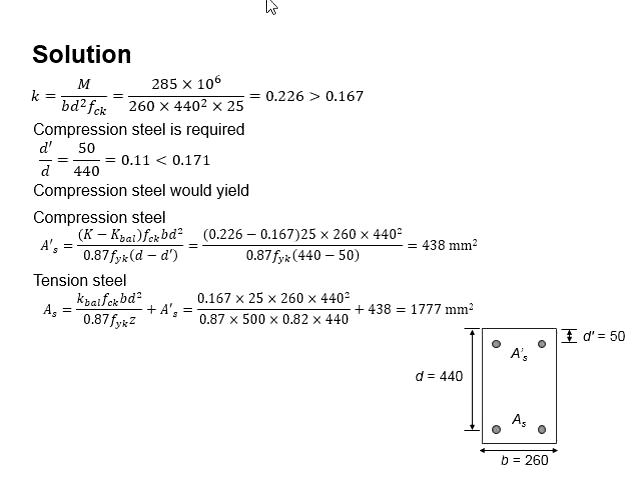 Solution
k = M / bd²f_ck = 285 × 10⁶ / 260 × 440² × 25 = 0.226 > 0.167
Compression steel is required
d' / d = 50 / 440 = 0.11 < 0.171
Compression steel would yield
Compression steel
A'_s = (K − K_bal)f_ck bd² / 0.87f_yk(d − d') = (0.226 − 0.167)25 × 260 × 440² / 0.87f_yk(440 − 50) = 438 mm²
Tension steel
A_s = k_bal f_ck bd² / 0.87f_yk z + A'_s = 0.167 × 25 × 260 × 440² / 0.87 × 500 × 0.82 × 440 + 438 = 1777 mm²
d' = 50
A'_s
d = 440
A_s
b = 260